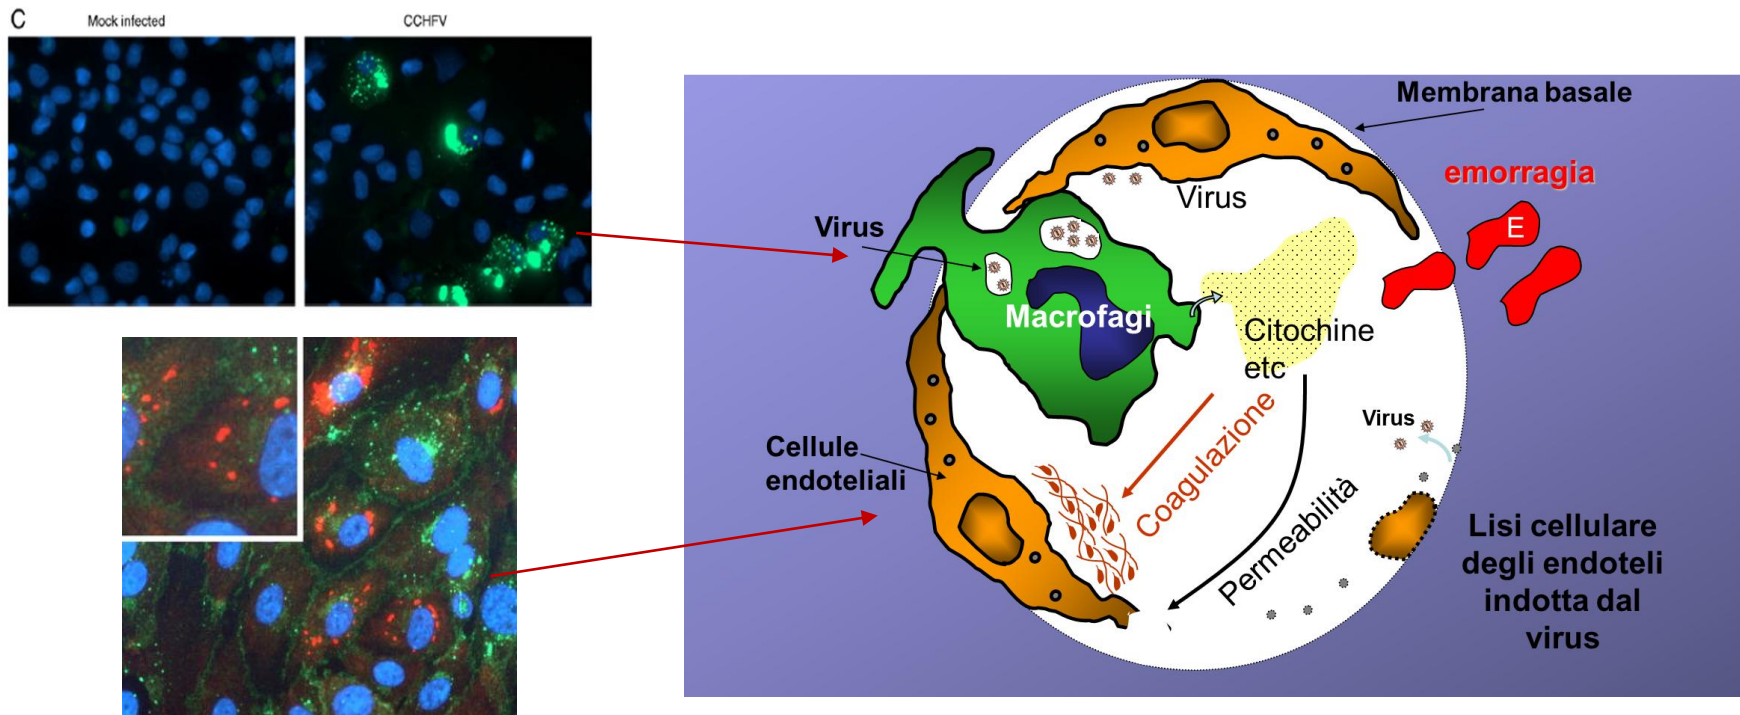 C
Mock infected
CCHFV
Membrana basale
emorragia
E
Virus
Virus
Macrofagi
Citochine
etc
Coagulazione
Permeabilità
Virus
Cellule
endoteliali
Lisi cellulare
degli endoteli
indotta dal
virus